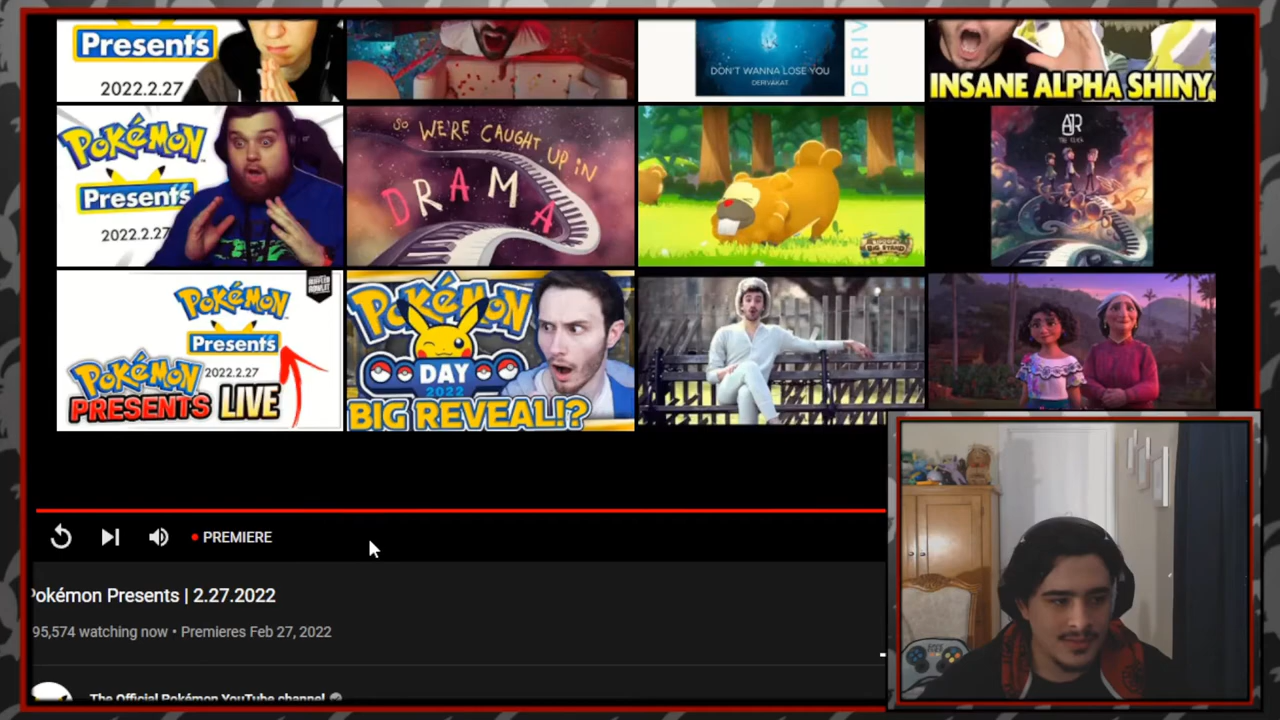 Presents
2022.2.27
DON'T WANNA LOSE YOU
DERIVAKAT
DERIV
INSANE ALPHA SHINY
POKéMON
Presents
2022.2.27
SO WE'RE CAUGHT UP IN
DRAMA
AJR
POKéMON
Presents
2022.2.27
POKéMON
PRESENTS LIVE
POKéMON
DAY
2022
BIG REVEAL!?
PREMIERE
Pokémon Presents | 2.27.2022
95,574 watching now • Premieres Feb 27, 2022
The Official Pokémon YouTube channel